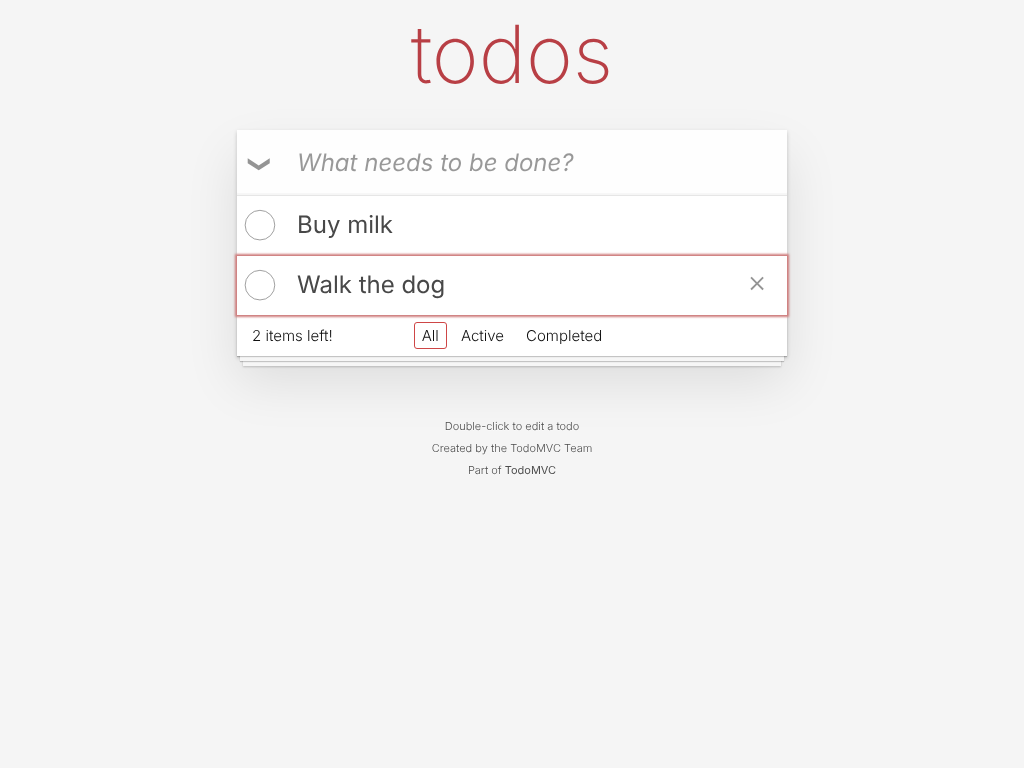 todos
What needs to be done?
Buy milk
Walk the dog
2 items left! All Active Completed
Double-click to edit a todo
Created by the TodoMVC Team
Part of TodoMVC